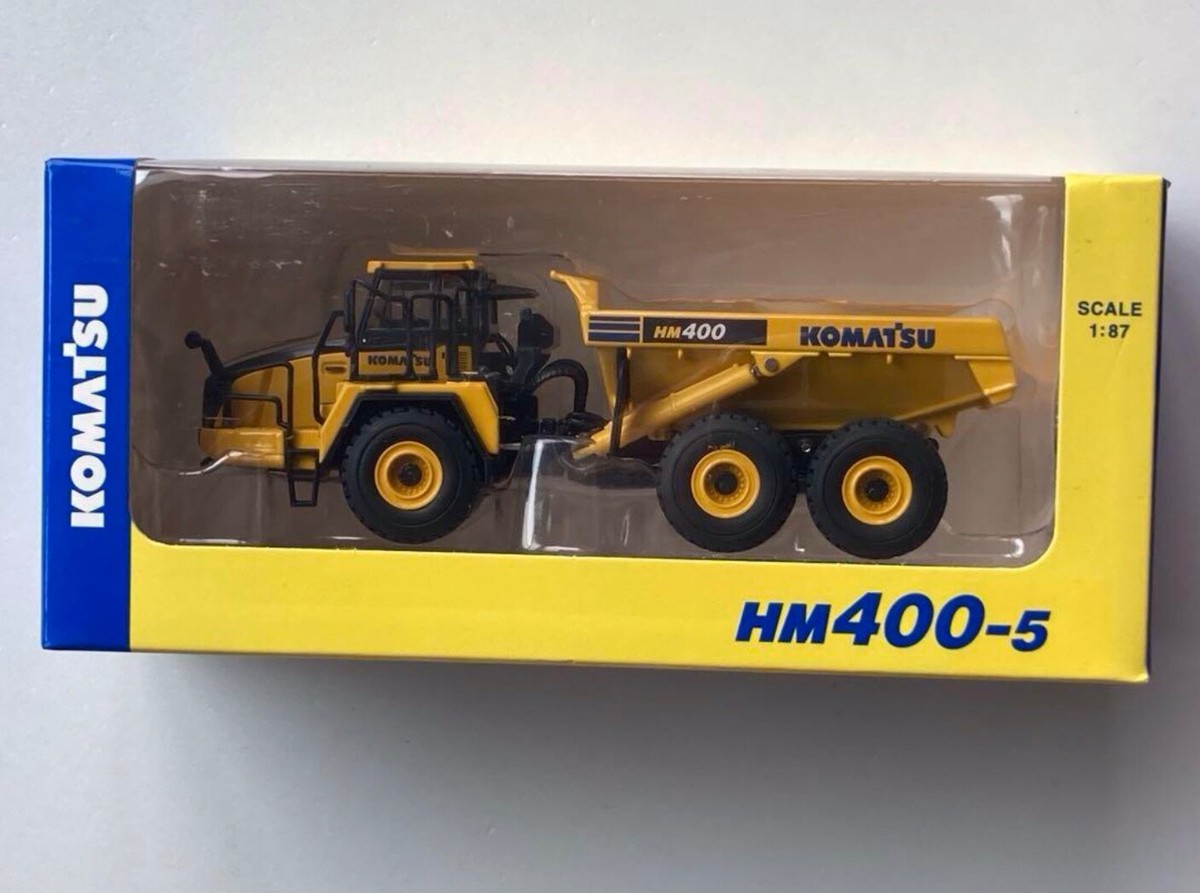 KOMATSU
SCALE
1:87
HM400
KOMATSU
KOMATSU
HM400-5